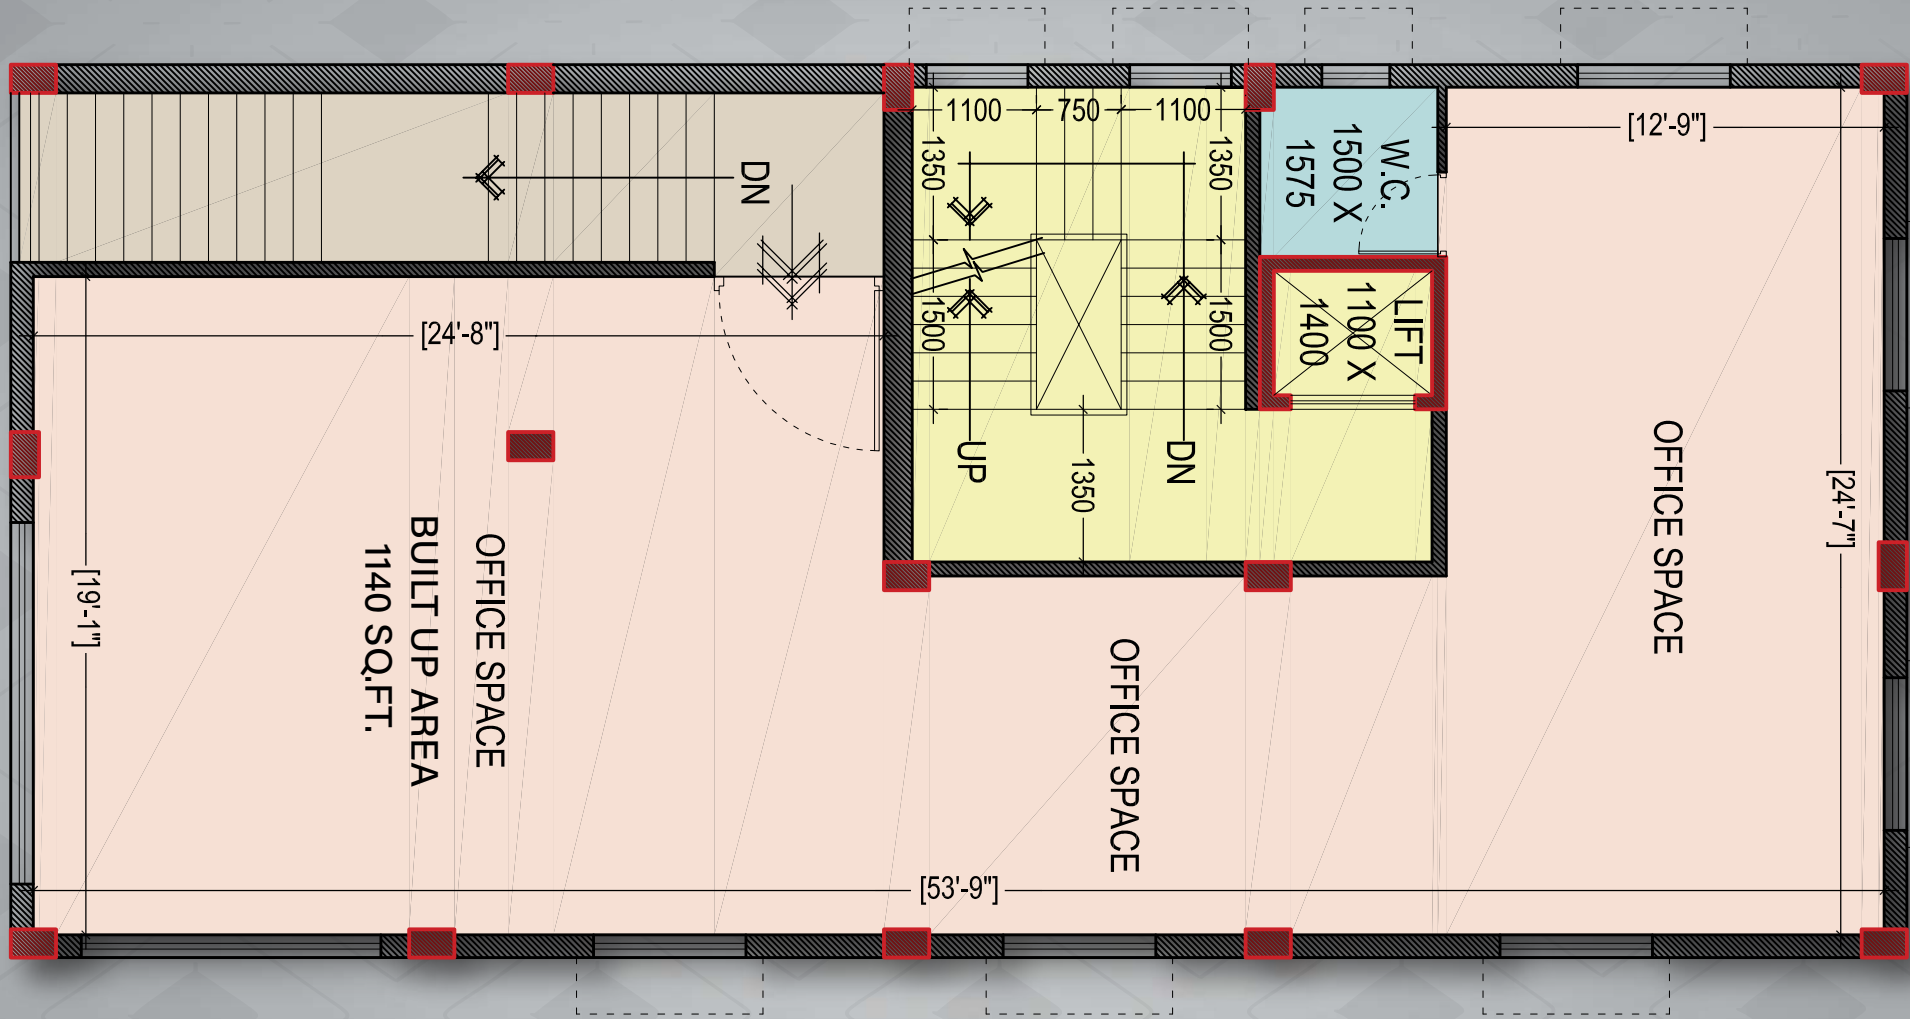 1100
750
1100
[12'-9"]
DN
1350
1350
W.C.
1500 X
1575
[24'-8"]
1500
1500
LIFT
1100 X
1400
UP
DN
1350
OFFICE SPACE
[24'-7"]
[19'-1"]
OFFICE SPACE
BUILT UP AREA
1140 SQ.FT.
OFFICE SPACE
[53'-9"]